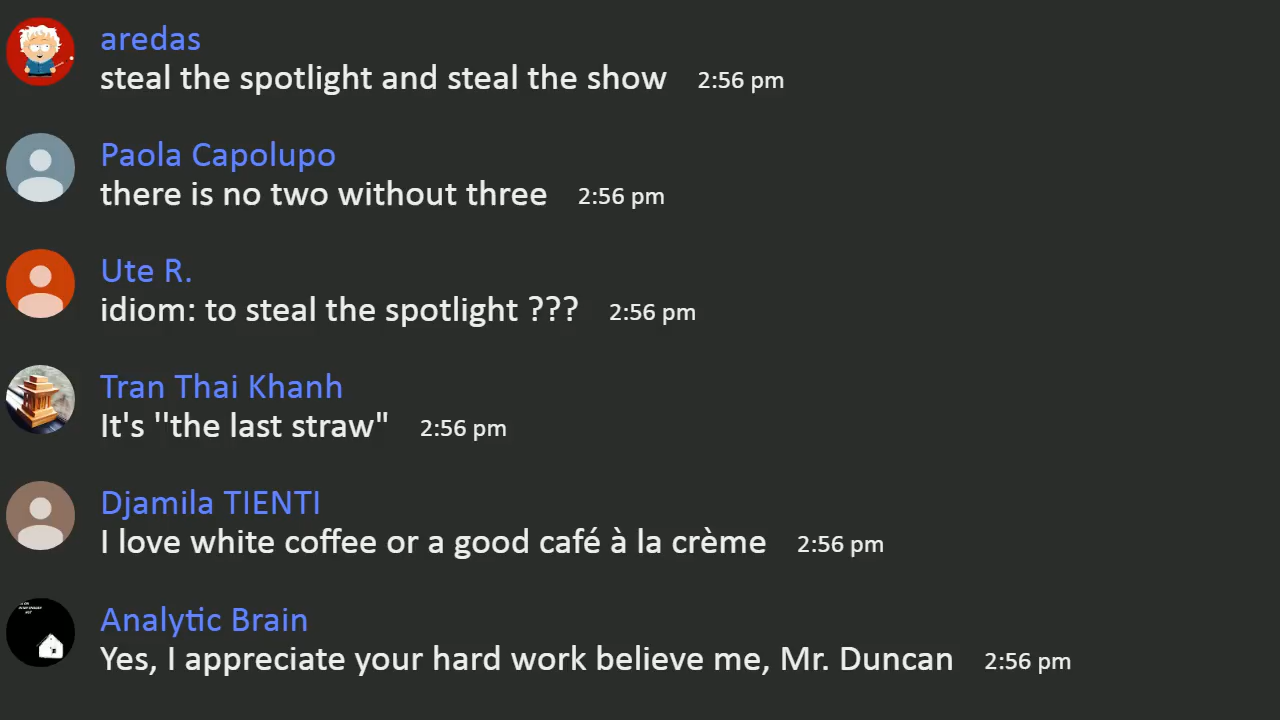 aredas
steal the spotlight and steal the show 2:56 pm
Paola Capolupo
there is no two without three 2:56 pm
Ute R.
idiom: to steal the spotlight ??? 2:56 pm
Tran Thai Khanh
It's ''the last straw" 2:56 pm
Djamila TIENTI
I love white coffee or a good café à la crème 2:56 pm
Analytic Brain
Yes, I appreciate your hard work believe me, Mr. Duncan 2:56 pm